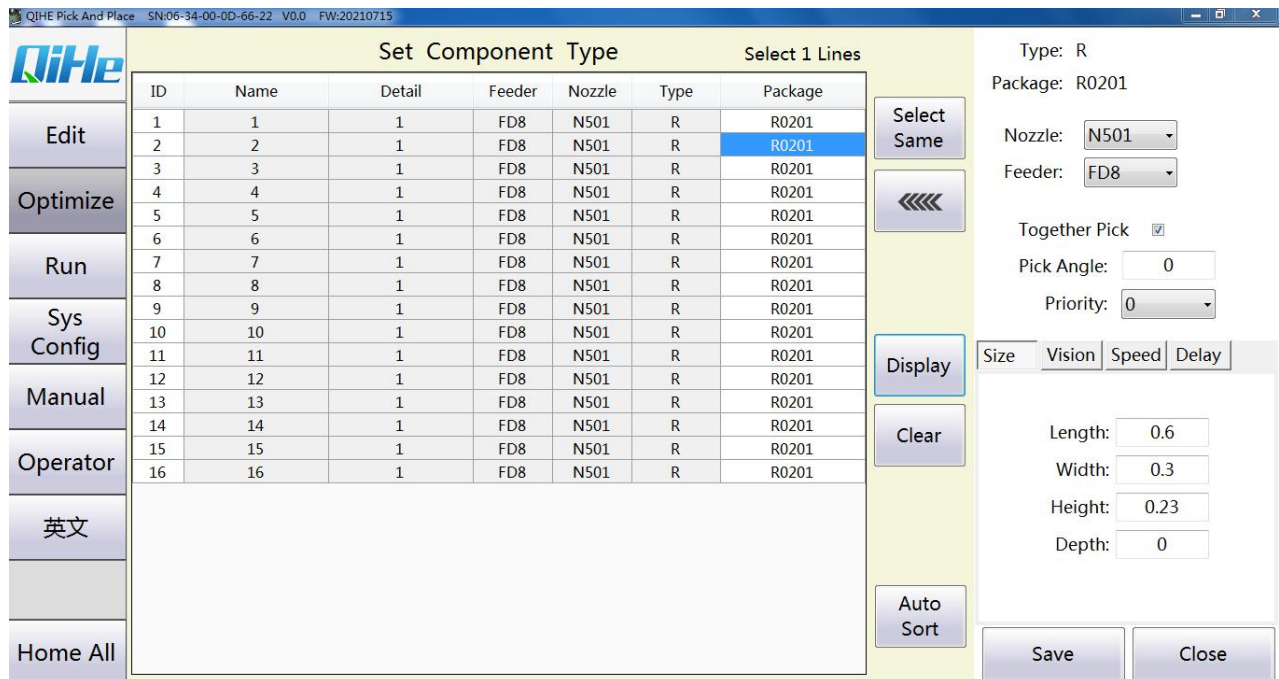 QIHE Pick And Place SN:06-34-00-0D-66-22 V0.0 FW:20210715
QiHe
Edit
Optimize
Run
Sys
Config
Manual
Operator
英文
Home All
Set Component Type Select 1 Lines
ID Name Detail Feeder Nozzle Type Package
1 1 1 FD8 N501 R R0201
2 2 1 FD8 N501 R R0201
3 3 1 FD8 N501 R R0201
4 4 1 FD8 N501 R R0201
5 5 1 FD8 N501 R R0201
6 6 1 FD8 N501 R R0201
7 7 1 FD8 N501 R R0201
8 8 1 FD8 N501 R R0201
9 9 1 FD8 N501 R R0201
10 10 1 FD8 N501 R R0201
11 11 1 FD8 N501 R R0201
12 12 1 FD8 N501 R R0201
13 13 1 FD8 N501 R R0201
14 14 1 FD8 N501 R R0201
15 15 1 FD8 N501 R R0201
16 16 1 FD8 N501 R R0201
Select
Same
Display
Clear
Auto
Sort
Type: R
Package: R0201
Nozzle: N501
Feeder: FD8
Together Pick
Pick Angle: 0
Priority: 0
Size Vision Speed Delay
Length: 0.6
Width: 0.3
Height: 0.23
Depth: 0
Save Close